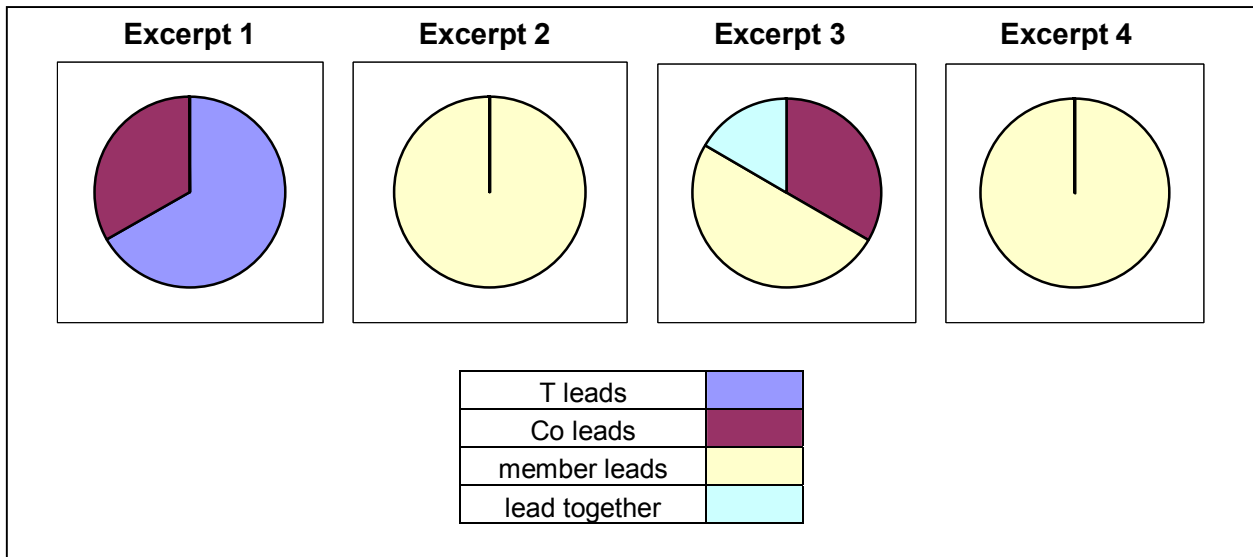 Excerpt 1 Excerpt 2 Excerpt 3 Excerpt 4
T leads
Co leads
member leads
lead together